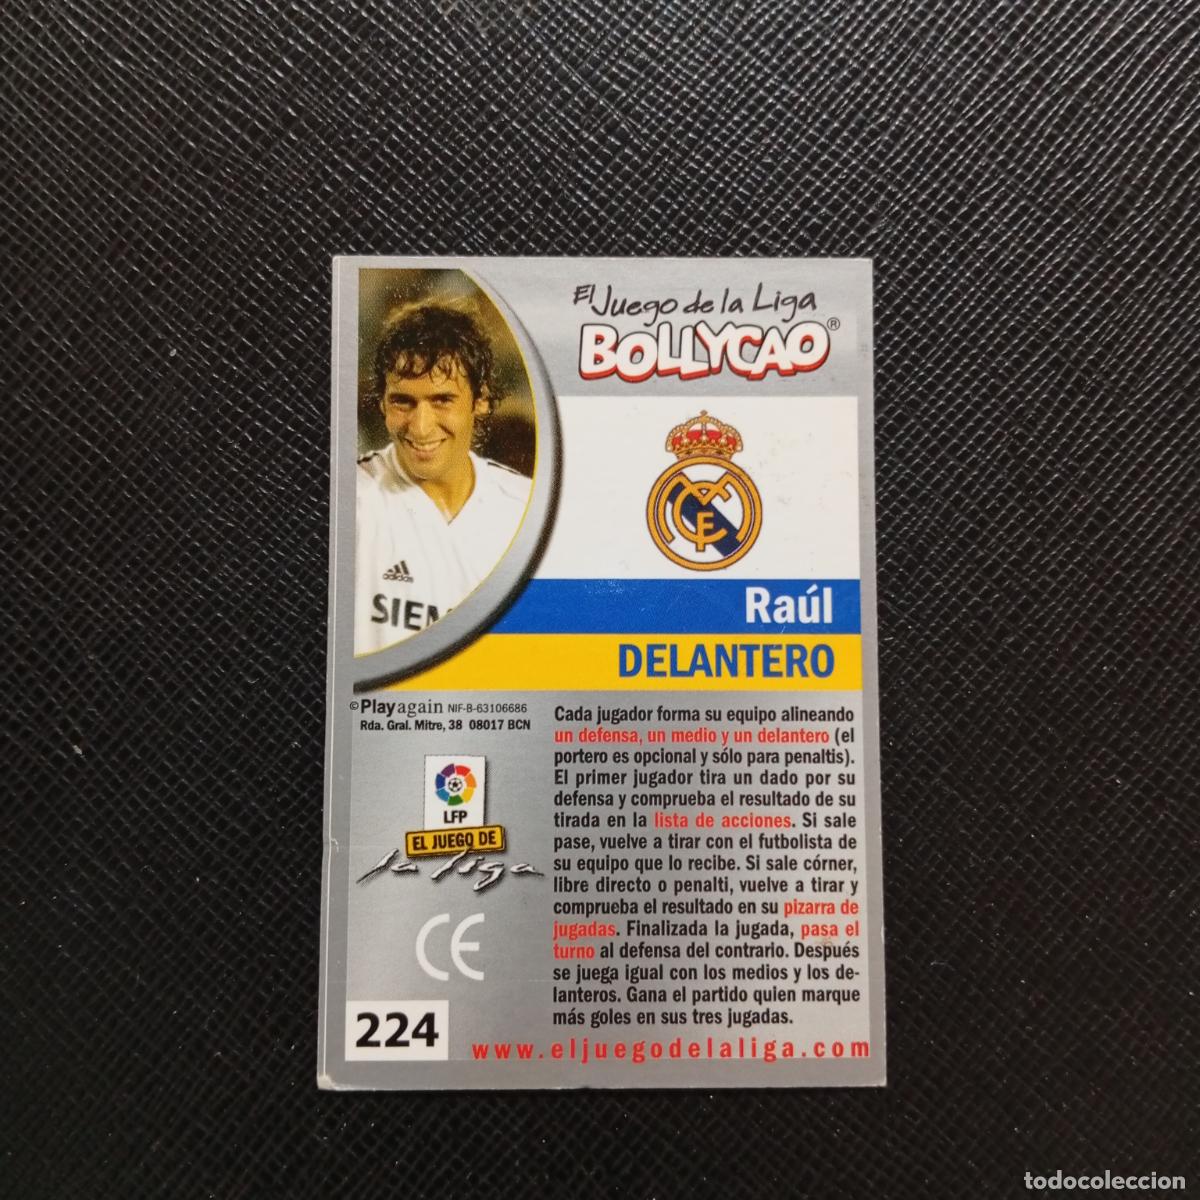 El Juego de la Liga
BOLLYCAO®
adidas
SIEM
Raúl
DELANTERO
©Playagain NIF-B-63106686
Rda. Gral. Mitre, 38 08017 BCN
LFP
EL JUEGO DE
la liga
CE
224
Cada jugador forma su equipo alineando
un defensa, un medio y un delantero (el
portero es opcional y sólo para penaltis).
El primer jugador tira un dado por su
defensa y comprueba el resultado de su
tirada en la lista de acciones. Si sale
pase, vuelve a tirar con el futbolista de
su equipo que lo recibe. Si sale córner,
libre directo o penalti, vuelve a tirar y
comprueba el resultado en su pizarra de
jugadas. Finalizada la jugada, pasa el
turno al defensa del contrario. Después
se juega igual con los medios y los de-
lanteros. Gana el partido quien marque
más goles en sus tres jugadas.
www.eljuegodelaliga.com
todocoleccion